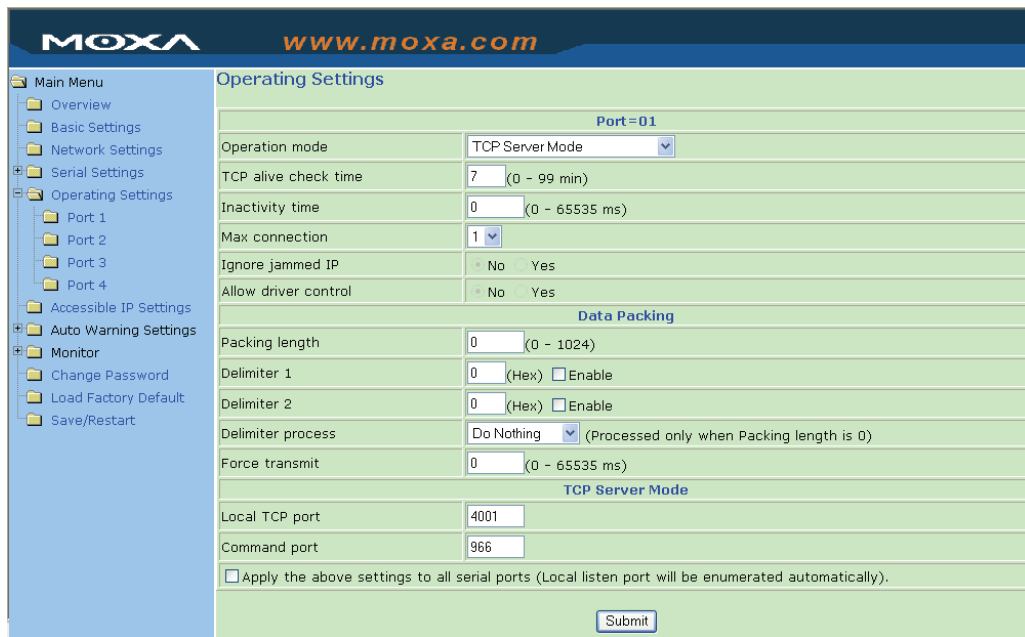 MOXA www.moxa.com
Main Menu
Overview
Basic Settings
Network Settings
Serial Settings
Operating Settings
Port 1
Port 2
Port 3
Port 4
Accessible IP Settings
Auto Warning Settings
Monitor
Change Password
Load Factory Default
Save/Restart
Operating Settings
Port=01
Operation mode TCP Server Mode
TCP alive check time 7 (0 - 99 min)
Inactivity time 0 (0 - 65535 ms)
Max connection 1
Ignore jammed IP No Yes
Allow driver control No Yes
Data Packing
Packing length 0 (0 - 1024)
Delimiter 1 0 (Hex) Enable
Delimiter 2 0 (Hex) Enable
Delimiter process Do Nothing (Processed only when Packing length is 0)
Force transmit 0 (0 - 65535 ms)
TCP Server Mode
Local TCP port 4001
Command port 966
Apply the above settings to all serial ports (Local listen port will be enumerated automatically).
Submit